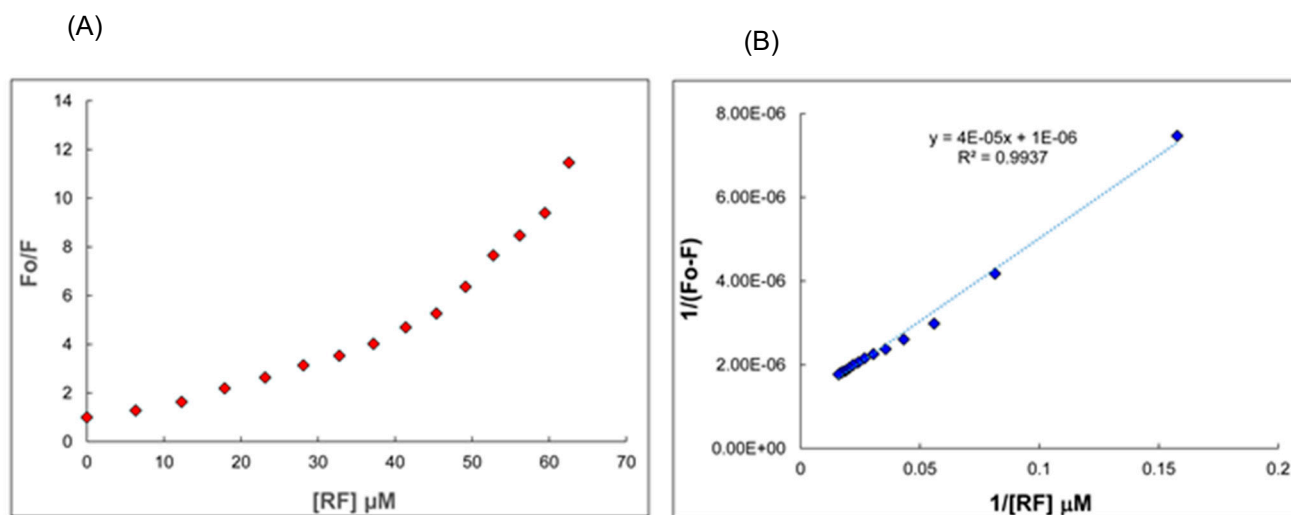 (A)
(B)
14
12
10
8
6
4
2
0
Fo/F
0 10 20 30 40 50 60 70
[RF] µM
8.00E-06
6.00E-06
4.00E-06
2.00E-06
0.00E+00
1/(Fo-F)
y = 4E-05x + 1E-06
R² = 0.9937
0 0.05 0.1 0.15 0.2
1/[RF] µM